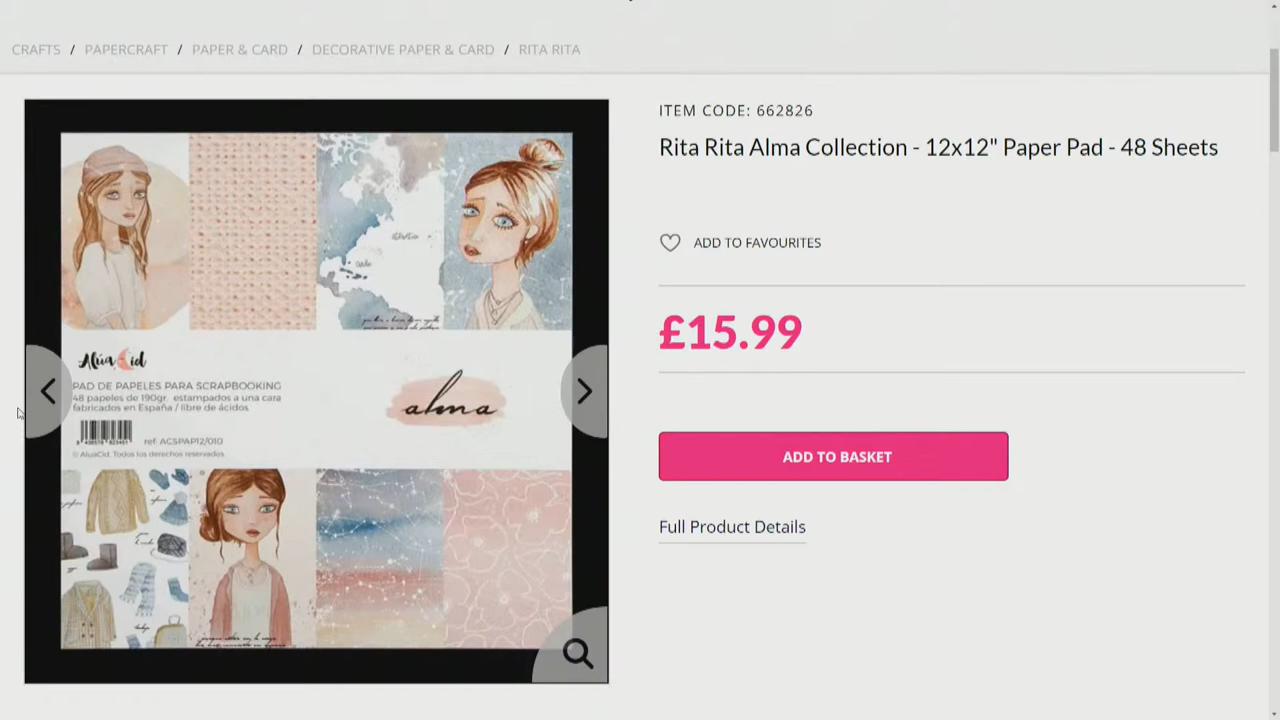 CRAFTS / PAPERCRAFT / PAPER & CARD / DECORATIVE PAPER & CARD / RITA RITA
ITEM CODE: 662826
Rita Rita Alma Collection - 12x12" Paper Pad - 48 Sheets
ADD TO FAVOURITES
£15.99
ADD TO BASKET
Full Product Details
PAD DE PAPELES PARA SCRAPBOOKING
48 papeles de 190gr. estampados a una cara
fabricados en España / libre de ácidos
ref: ACSPAP12/010
© AluaCid. Todos los derechos reservados
alma